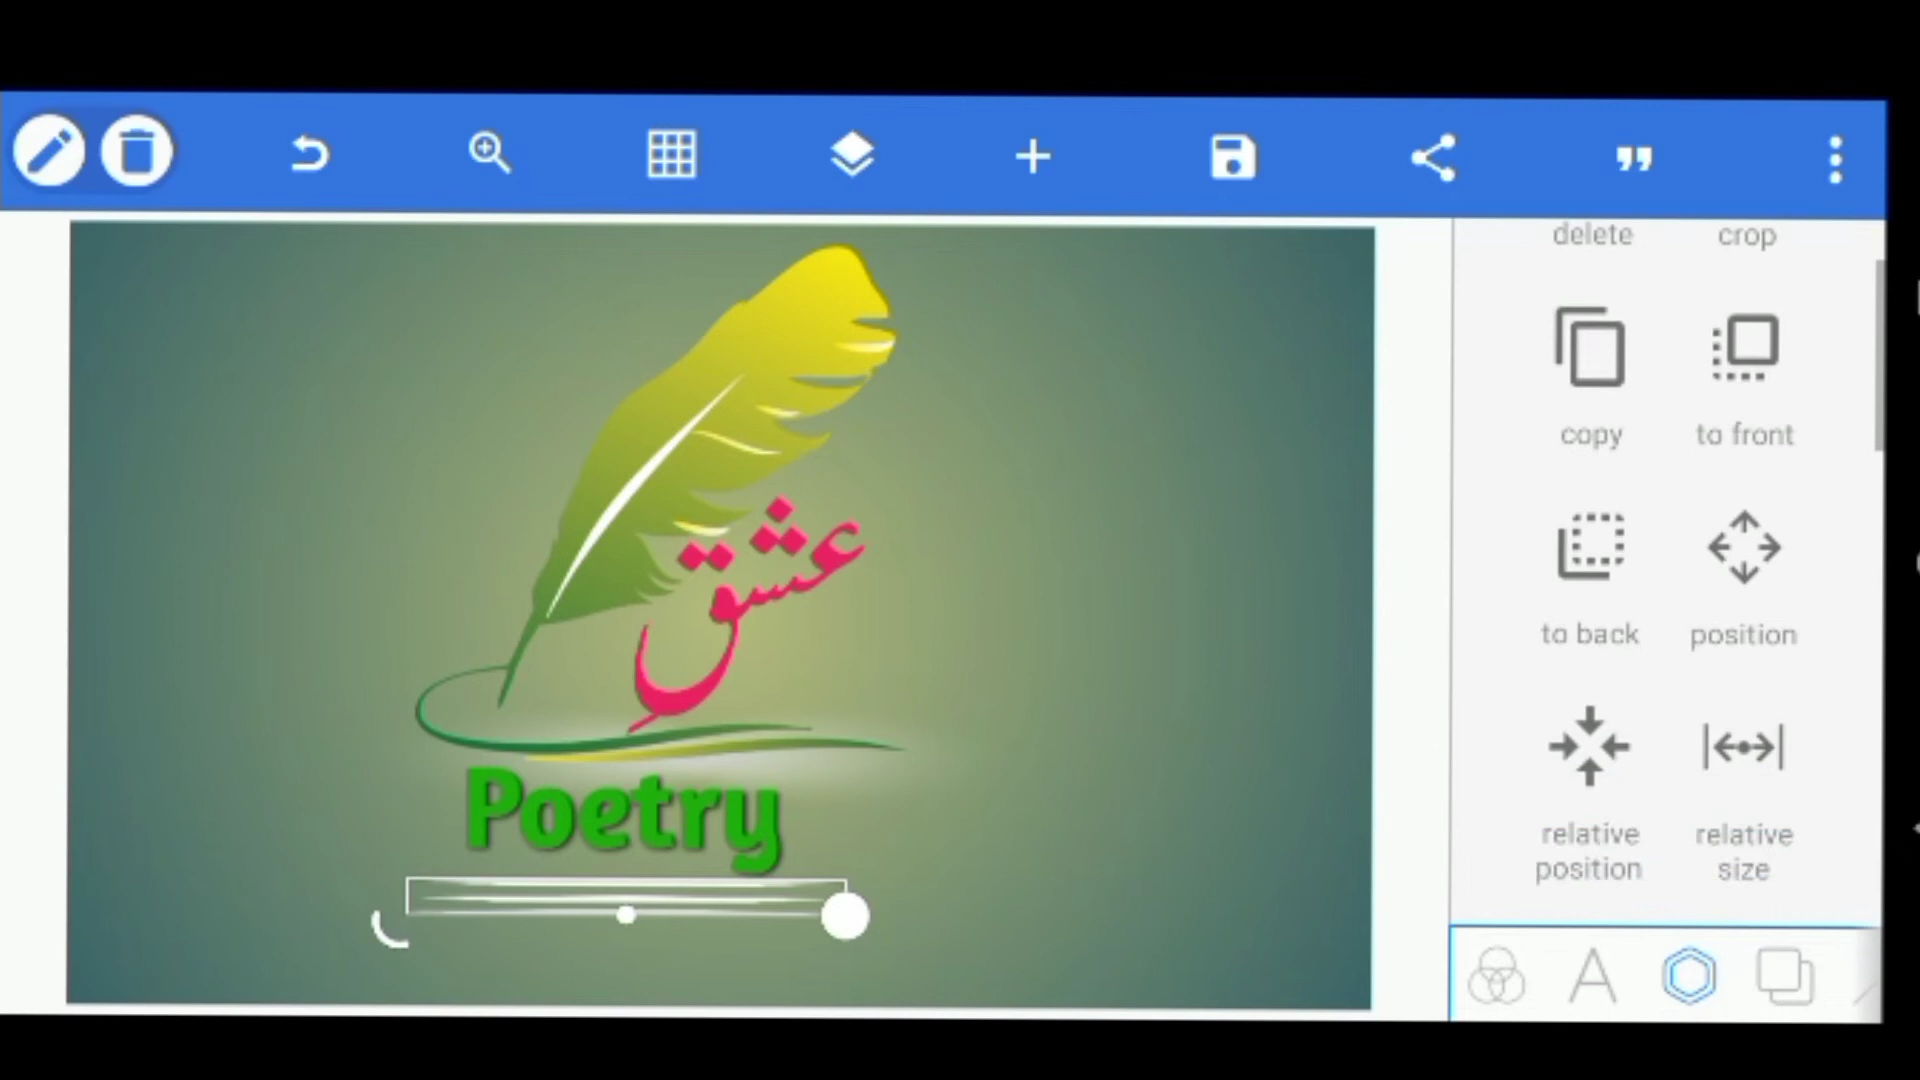 delete crop
copy to front
to back position
relative position
relative size
عشقِ
Poetry